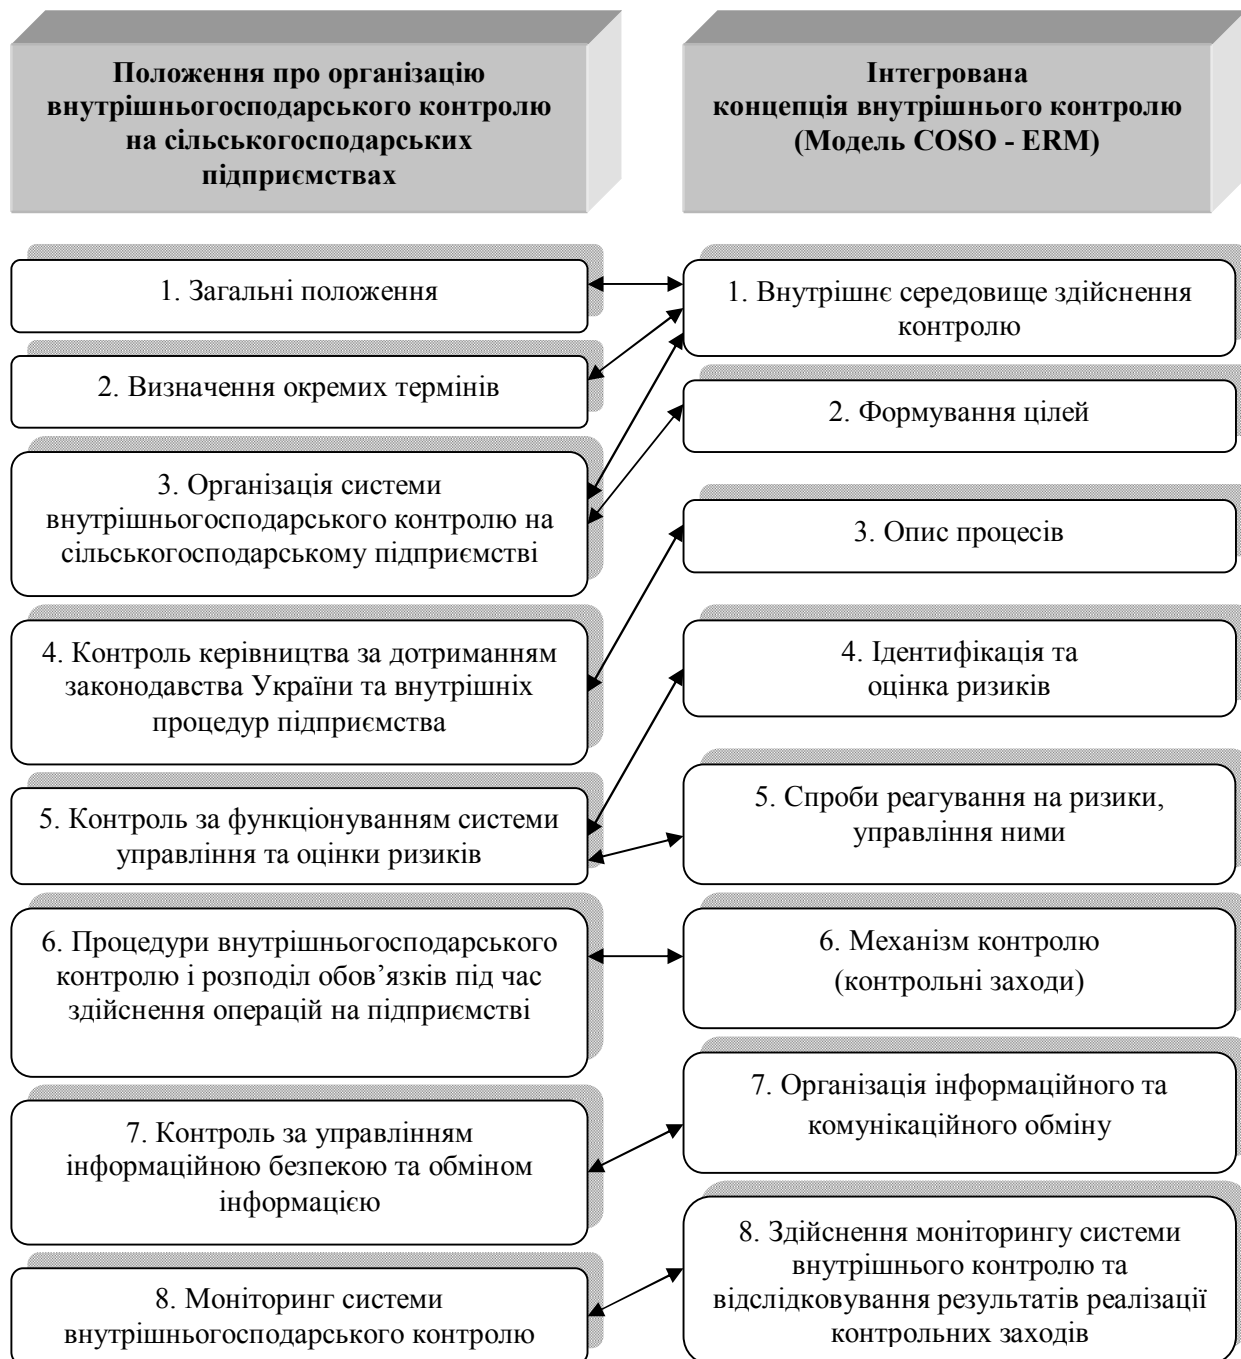 Положення про організацію
внутрішньогосподарського контролю
на сільськогосподарських
підприємствах
Інтегрована
концепція внутрішнього контролю
(Модель COSO - ERM)
1. Загальні положення
2. Визначення окремих термінів
3. Організація системи
внутрішньогосподарського контролю на
сільськогосподарському підприємстві
4. Контроль керівництва за дотриманням
законодавства України та внутрішніх
процедур підприємства
5. Контроль за функціонуванням системи
управління та оцінки ризиків
6. Процедури внутрішньогосподарського
контролю і розподіл обов’язків під час
здійснення операцій на підприємстві
7. Контроль за управлінням
інформаційною безпекою та обміном
інформацією
8. Моніторинг системи
внутрішньогосподарського контролю
1. Внутрішнє середовище здійснення
контролю
2. Формування цілей
3. Опис процесів
4. Ідентифікація та
оцінка ризиків
5. Спроби реагування на ризики,
управління ними
6. Механізм контролю
(контрольні заходи)
7. Організація інформаційного та
комунікаційного обміну
8. Здійснення моніторингу системи
внутрішнього контролю та
відслідковування результатів реалізації
контрольних заходів